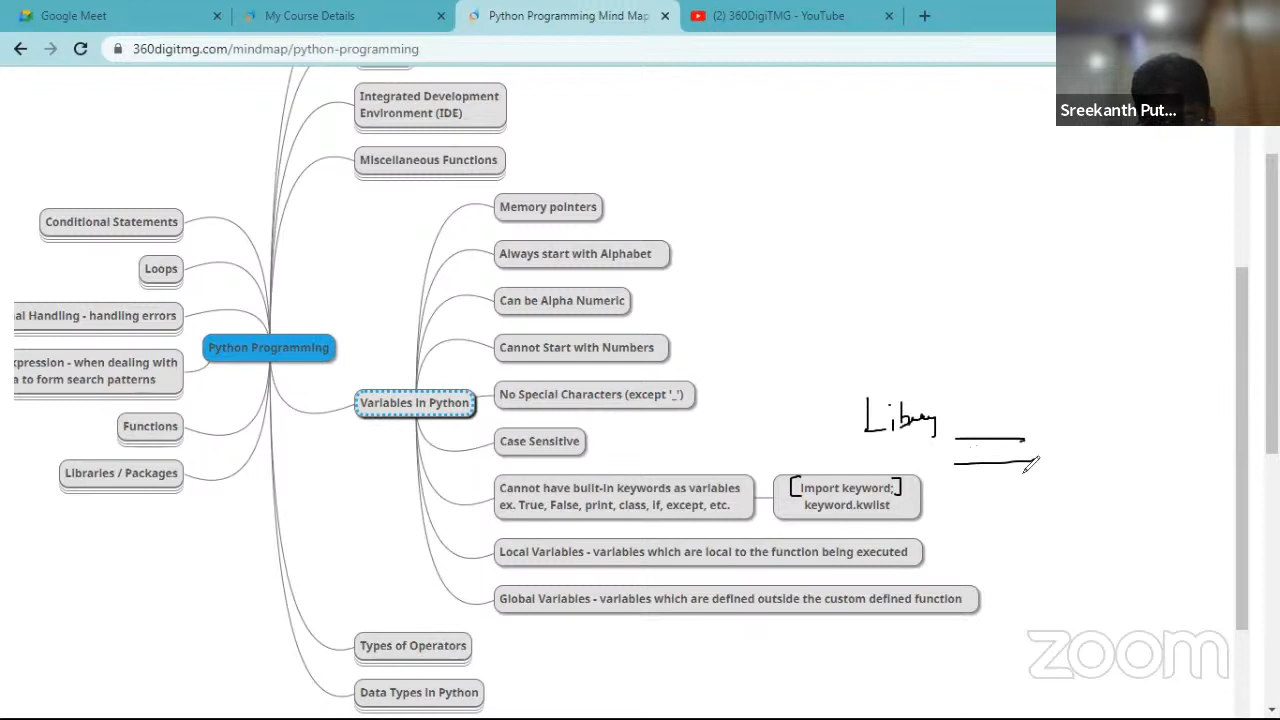 Google Meet
My Course Details
Python Programming Mind Map
(2) 360DigiTMG - YouTube
360digitmg.com/mindmap/python-programming
Sreekanth Put...
Integrated Development
Environment (IDE)
Miscellaneous Functions
Memory pointers
Conditional Statements
Always start with Alphabet
Loops
Can be Alpha Numeric
al Handling - handling errors
Python Programming
Cannot Start with Numbers
xpression - when dealing with
a to form search patterns
Variables in Python
No Special Characters (except '_')
Functions
Case Sensitive
Libraries / Packages
Cannot have built-in keywords as variables
ex. True, False, print, class, if, except, etc.
[Import keyword;]
keyword.kwlist
Local Variables - variables which are local to the function being executed
Global Variables - variables which are defined outside the custom defined function
Types of Operators
Data Types in Python
zoom